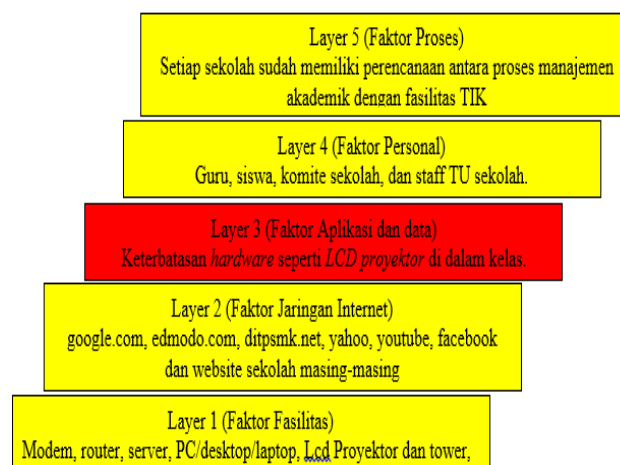 Layer 5 (Faktor Proses)
Setiap sekolah sudah memiliki perencanaan antara proses manajemen
akademik dengan fasilitas TIK
Layer 4 (Faktor Personal)
Guru, siswa, komite sekolah, dan staff TU sekolah.
Layer 3 (Faktor Aplikasi dan data)
Keterbatasan hardware seperti LCD proyektor di dalam kelas.
Layer 2 (Faktor Jaringan Internet)
google.com, edmodo.com, ditpsmk.net, yahoo, youtube, facebook
dan website sekolah masing-masing
Layer 1 (Faktor Fasilitas)
Modem, router, server, PC/desktop/laptop, Lcd Proyektor dan tower,